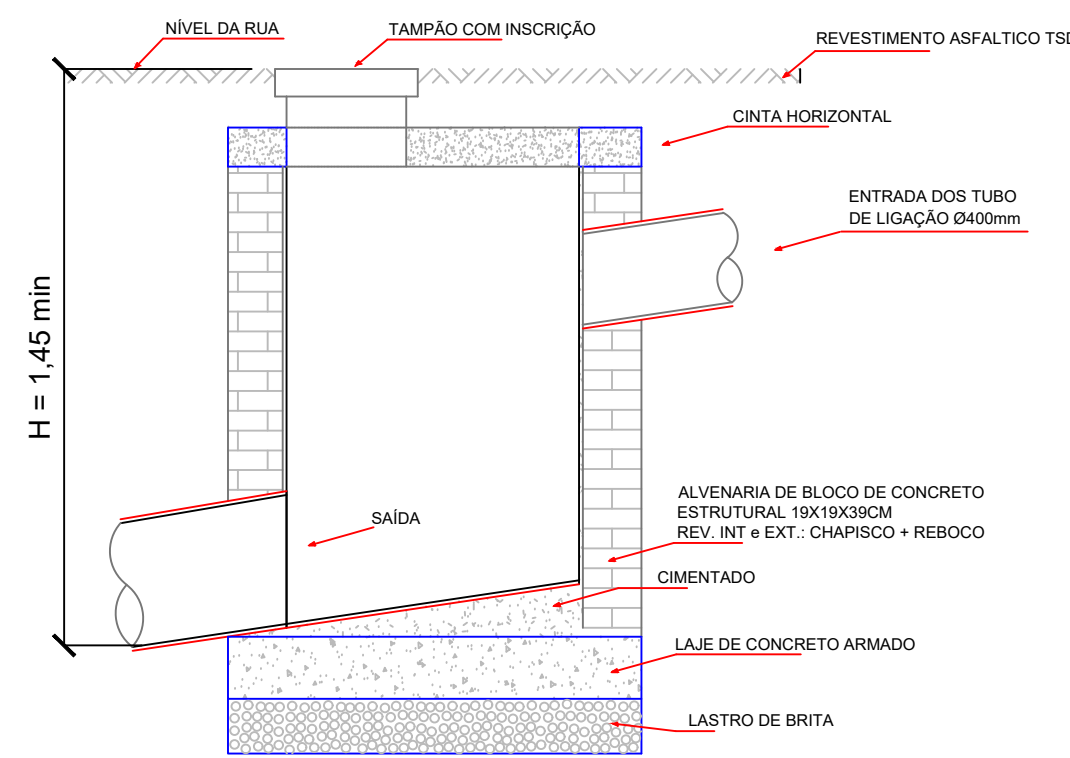 NÍVEL DA RUA
TAMPÃO COM INSCRIÇÃO
REVESTIMENTO ASFALTICO TSD
CINTA HORIZONTAL
ENTRADA DOS TUBO
DE LIGAÇÃO Ø400mm
H = 1,45 min
ALVENARIA DE BLOCO DE CONCRETO
ESTRUTURAL 19X19X39CM
REV. INT e EXT.: CHAPISCO + REBOCO
SAÍDA
CIMENTADO
LAJE DE CONCRETO ARMADO
LASTRO DE BRITA